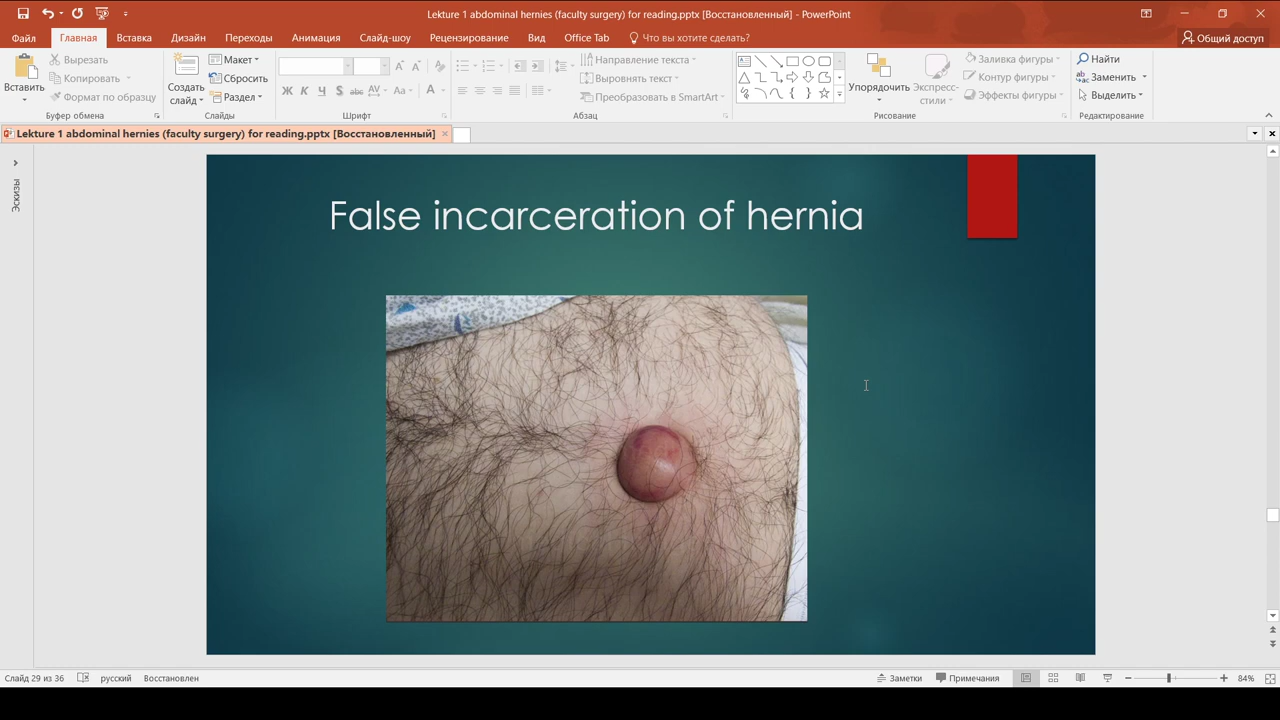 Lekture 1 abdominal hernies (faculty surgery) for reading.pptx [Восстановленный] - PowerPoint
Файл Главная Вставка Дизайн Переходы Анимация Слайд-шоу Рецензирование Вид Office Tab Что вы хотите сделать? Общий доступ
Вставить
Вырезать
Копировать
Формат по образцу
Буфер обмена
Создать слайд
Макет
Сбросить
Раздел
Слайды
Ж К Ч S abc AV Aa A
Шрифт
Направление текста
Выровнять текст
Преобразовать в SmartArt
Абзац
Упорядочить
Экспресс-стили
Заливка фигуры
Контур фигуры
Эффекты фигуры
Рисование
Найти
Заменить
Выделить
Редактирование
Lekture 1 abdominal hernies (faculty surgery) for reading.pptx [Восстановленный]
Эскизы
False incarceration of hernia
Слайд 29 из 36 русский Восстановлен Заметки Примечания 84%